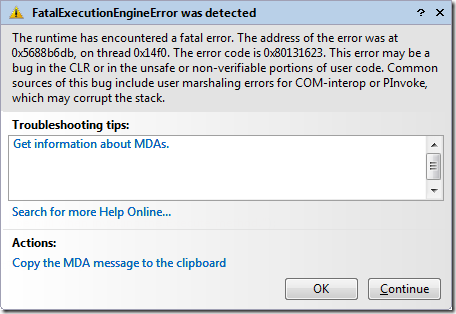 FatalExecutionEngineError was detected
The runtime has encountered a fatal error. The address of the error was at
0x5688b6db, on thread 0x14f0. The error code is 0x80131623. This error may be a
bug in the CLR or in the unsafe or non-verifiable portions of user code. Common
sources of this bug include user marshaling errors for COM-interop or PInvoke,
which may corrupt the stack.
Troubleshooting tips:
Get information about MDAs.
Search for more Help Online...
Actions:
Copy the MDA message to the clipboard
OK
Continue